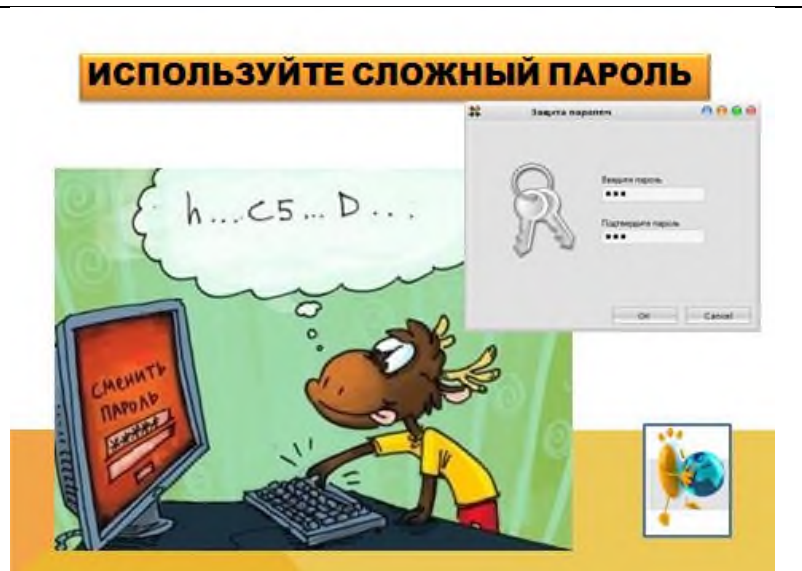 ИСПОЛЬЗУЙТЕ СЛОЖНЫЙ ПАРОЛЬ
Защита паролем
Введите пароль
●●●
Подтвердите пароль
●●●
OK Cancel
h...C5...D...
СМЕНИТЬ
ПАРОЛЬ